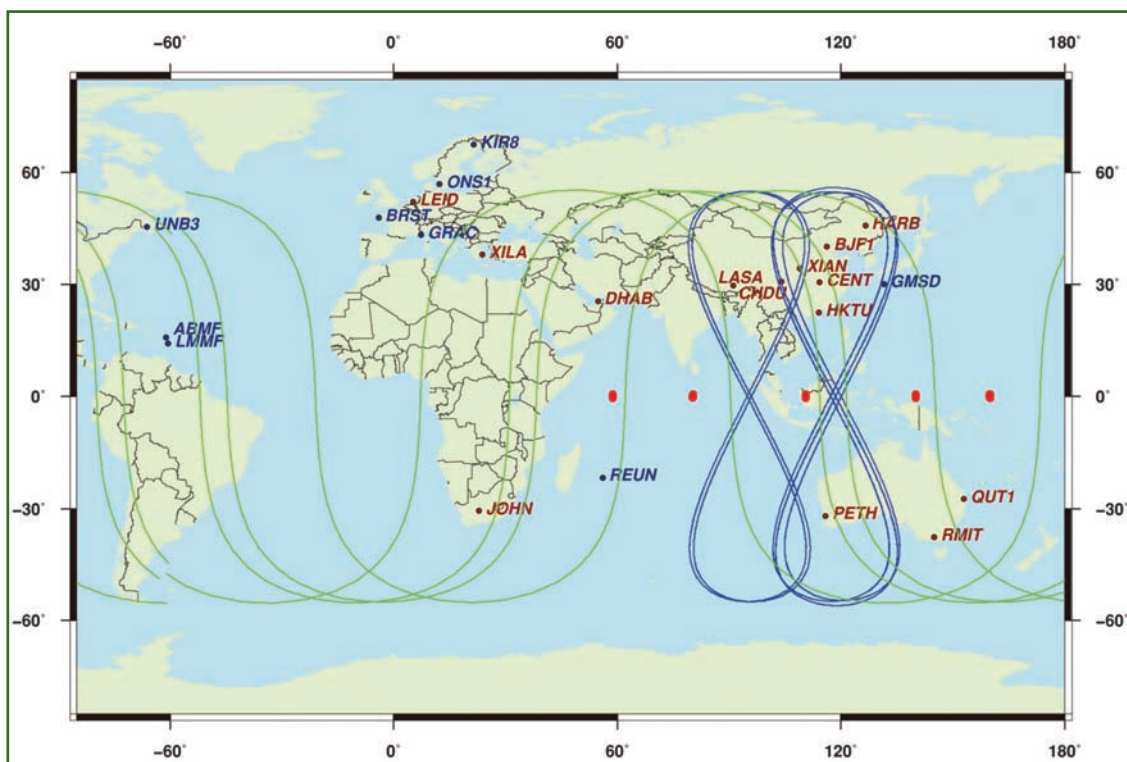 −60˚ 0˚ 60˚ 120˚ 180˚
KIR8
60˚ 60˚
ONS1
LEID
BRST
UNB3
HARB
GRAC
BJF1
XILA
XIAN
LASA
CENT
30˚ GMSD 30˚
CHDU
DHAB
HKTU
ABMF
LMMF
0˚ 0˚
REUN
QUT1
−30˚ JOHN PETH −30˚
RMIT
−60˚ −60˚
−60˚ 0˚ 60˚ 120˚ 180˚